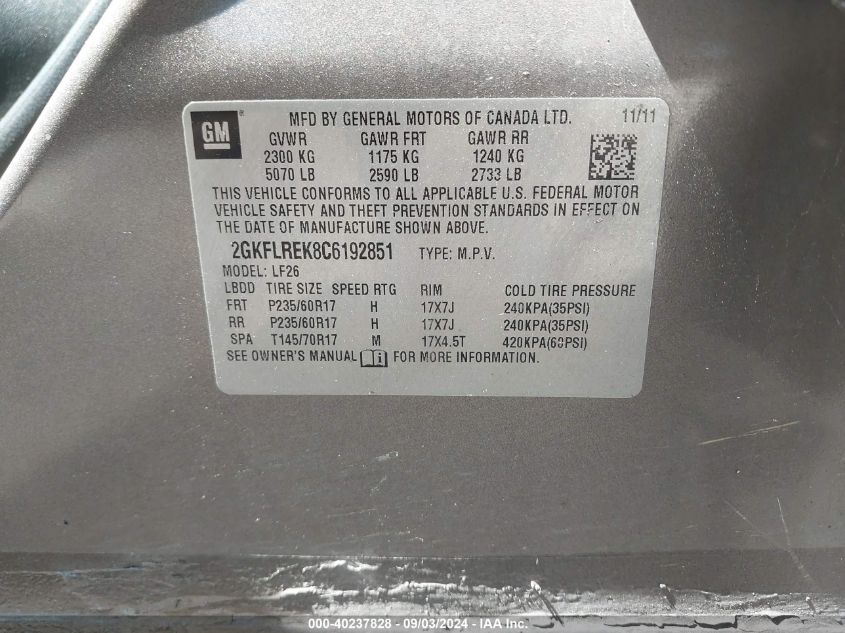 GM
®
MFD BY GENERAL MOTORS OF CANADA LTD. 11/11
GVWR GAWR FRT GAWR RR
2300 KG 1175 KG 1240 KG
5070 LB 2590 LB 2733 LB
THIS VEHICLE CONFORMS TO ALL APPLICABLE U.S. FEDERAL MOTOR
VEHICLE SAFETY AND THEFT PREVENTION STANDARDS IN EFFECT ON
THE DATE OF MANUFACTURE SHOWN ABOVE.
2GKFLREK8C6192851 TYPE: M.P.V.
MODEL: LF26
LBDD TIRE SIZE SPEED RTG RIM COLD TIRE PRESSURE
FRT P235/60R17 H 17X7J 240KPA(35PSI)
RR P235/60R17 H 17X7J 240KPA(35PSI)
SPA T145/70R17 M 17X4.5T 420KPA(60PSI)
SEE OWNER'S MANUAL FOR MORE INFORMATION.
000-40237828 - 09/03/2024 - IAA Inc.